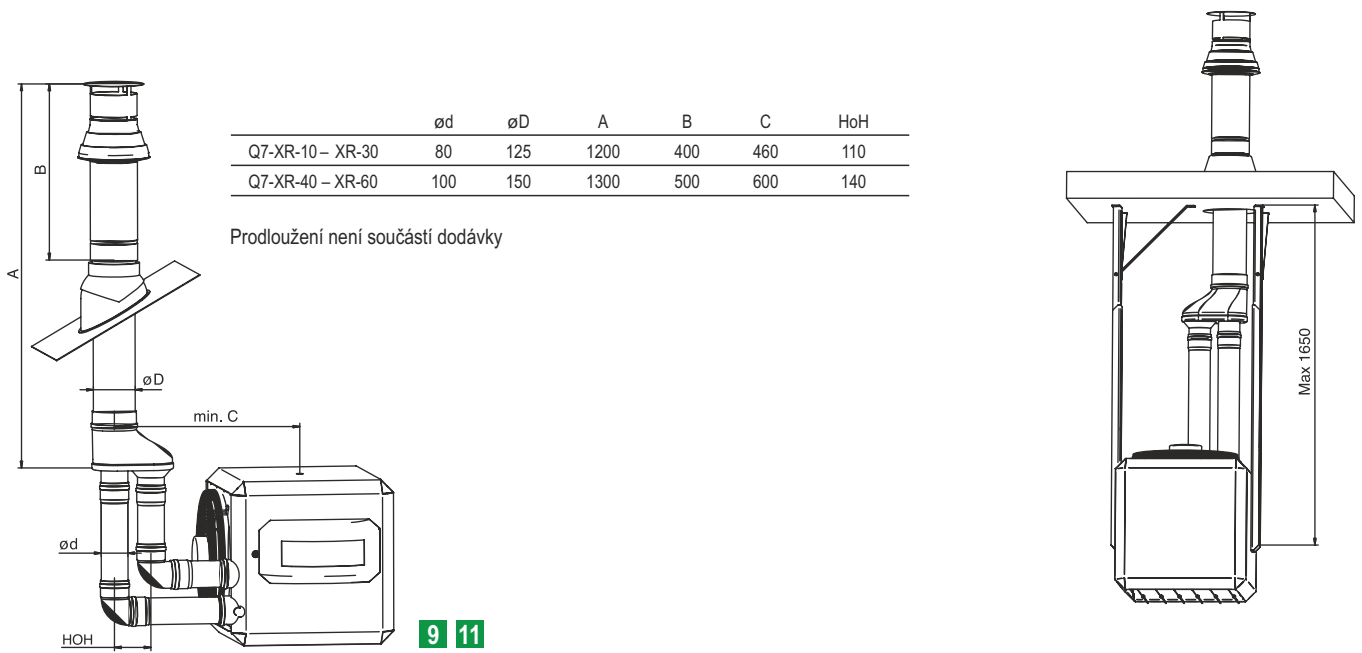 ød øD A B C HoH
Q7-XR-10 – XR-30 80 125 1200 400 460 110
Q7-XR-40 – XR-60 100 150 1300 500 600 140
Prodloužení není součástí dodávky
B
A
øD
min. C
ød
HOH
9 11
Max 1650